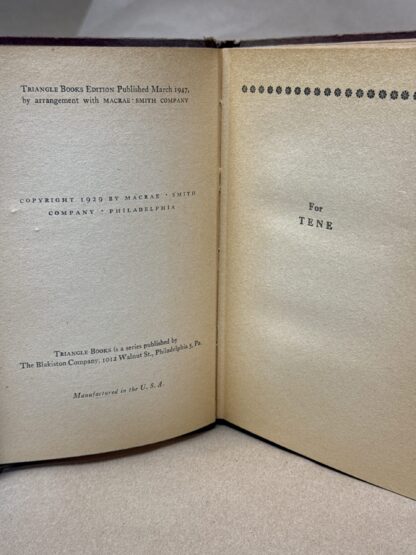 TRIANGLE BOOKS EDITION Published March 1947,
by arrangement with MACRAE · SMITH COMPANY
COPYRIGHT 1929 BY MACRAE · SMITH
COMPANY · PHILADELPHIA
TRIANGLE BOOKS is a series published by
The Blakiston Company, 1012 Walnut St., Philadelphia 5, Pa.
Manufactured in the U. S. A.
For
TENE